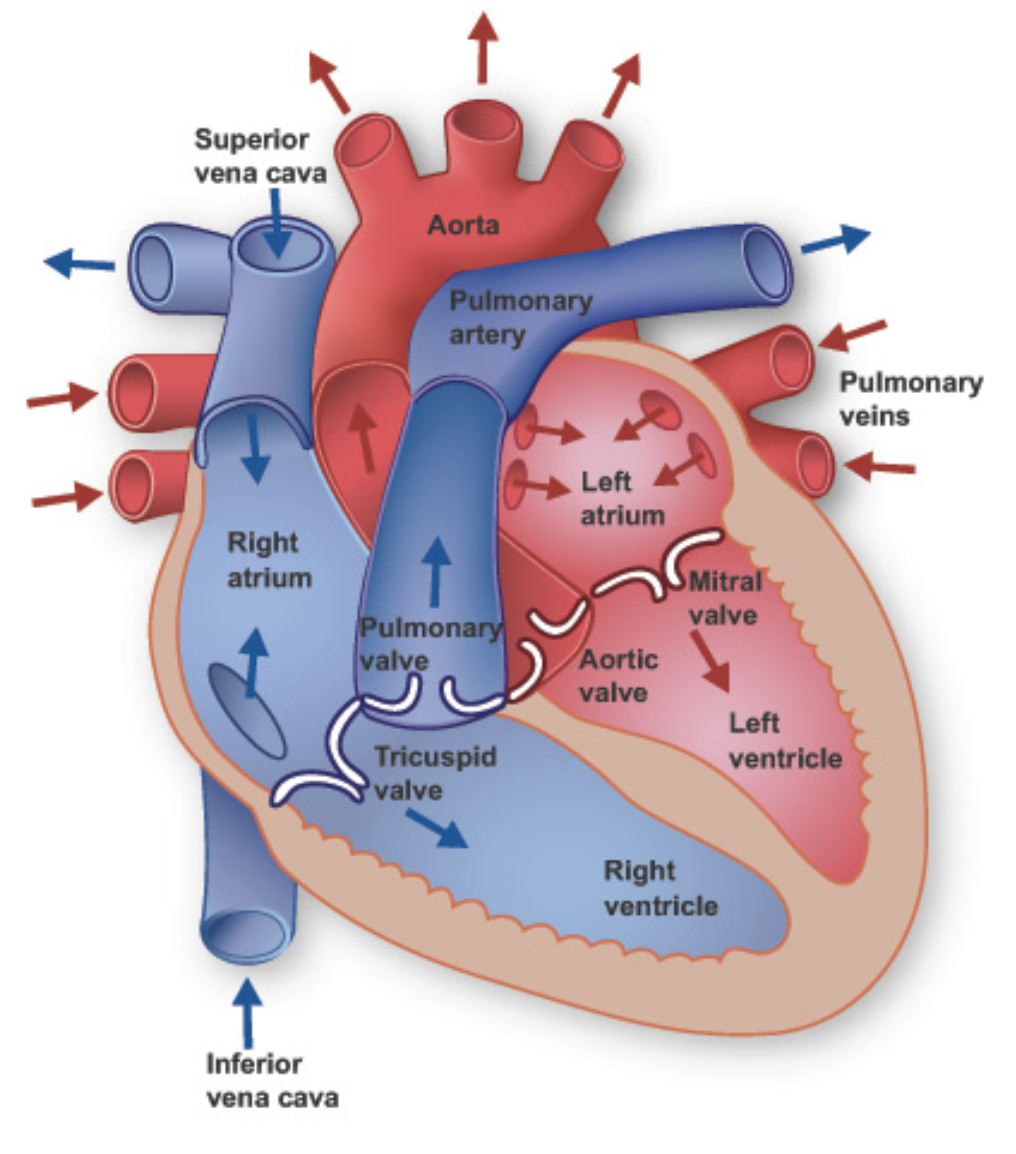 Superior
vena cava
Aorta
Pulmonary
artery
Pulmonary
veins
Left
atrium
Right
atrium
Mitral
valve
Pulmonary
valve
Aortic
valve
Left
ventricle
Tricuspid
valve
Right
ventricle
Inferior
vena cava